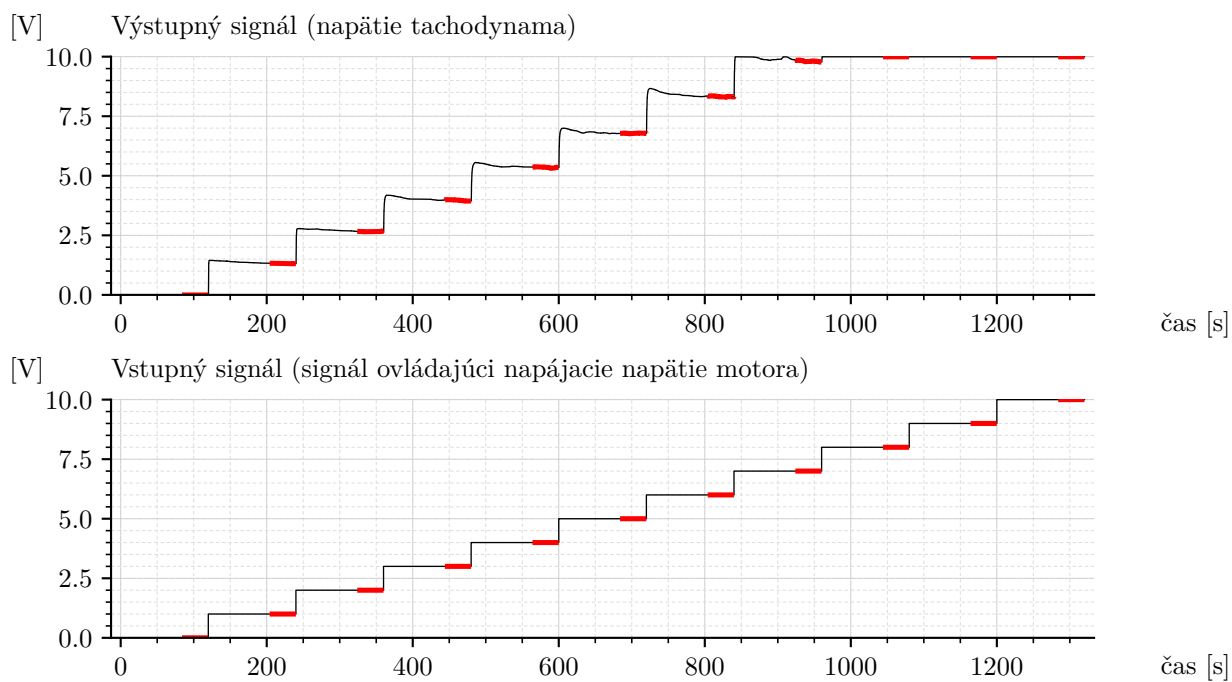 [V] Výstupný signál (napätie tachodynama)
10.0
7.5
5.0
2.5
0.0
0 200 400 600 800 1000 1200 čas [s]
[V] Vstupný signál (signál ovládajúci napájacie napätie motora)
10.0
7.5
5.0
2.5
0.0
0 200 400 600 800 1000 1200 čas [s]